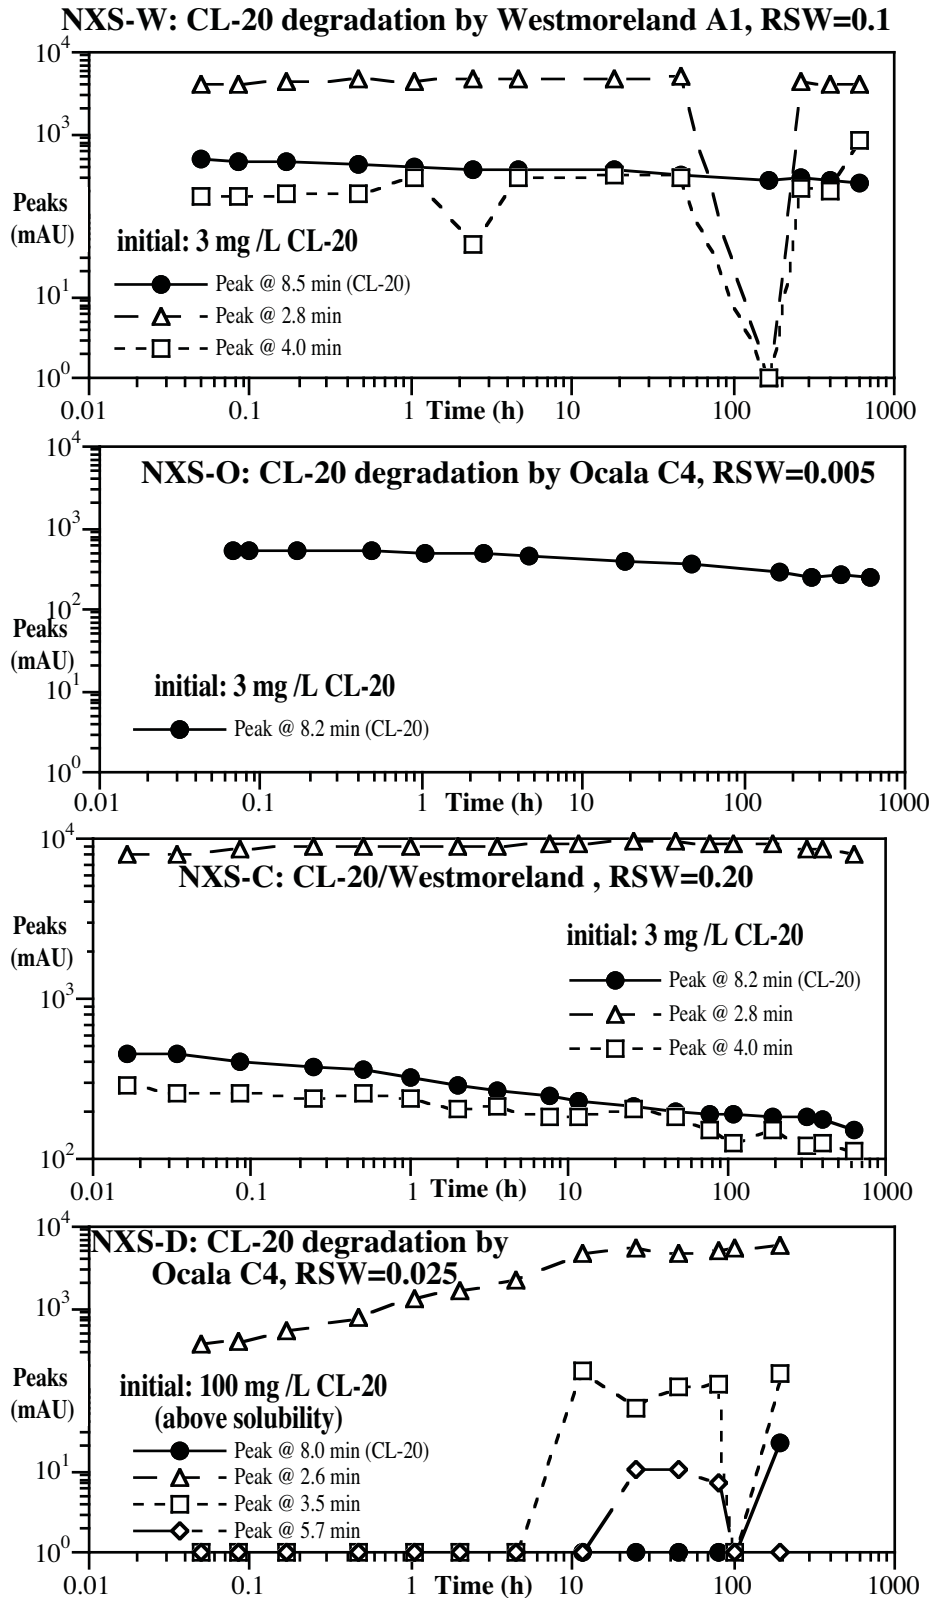 NXS-W: CL-20 degradation by Westmoreland A1, RSW=0.1
10^4
10^3
Peaks
(mAU)
initial: 3 mg /L CL-20
Peak @ 8.5 min (CL-20)
10^1
Peak @ 2.8 min
Peak @ 4.0 min
10^0
0.01 0.1 1 Time (h) 10 100 1000
10^4
NXS-O: CL-20 degradation by Ocala C4, RSW=0.005
10^3
10^2
Peaks
(mAU)
initial: 3 mg /L CL-20
10^1
Peak @ 8.2 min (CL-20)
10^0
0.01 0.1 1 Time (h) 10 100 1000
10^4
NXS-C: CL-20/Westmoreland , RSW=0.20
Peaks
(mAU)
initial: 3 mg /L CL-20
Peak @ 8.2 min (CL-20)
10^3
Peak @ 2.8 min
Peak @ 4.0 min
10^2
0.01 0.1 1 Time (h) 10 100 1000
10^4
NXS-D: CL-20 degradation by
Ocala C4, RSW=0.025
10^3
Peaks
(mAU)
initial: 100 mg /L CL-20
(above solubility)
Peak @ 8.0 min (CL-20)
10^1
Peak @ 2.6 min
Peak @ 3.5 min
Peak @ 5.7 min
10^0
0.01 0.1 1 Time (h) 10 100 1000